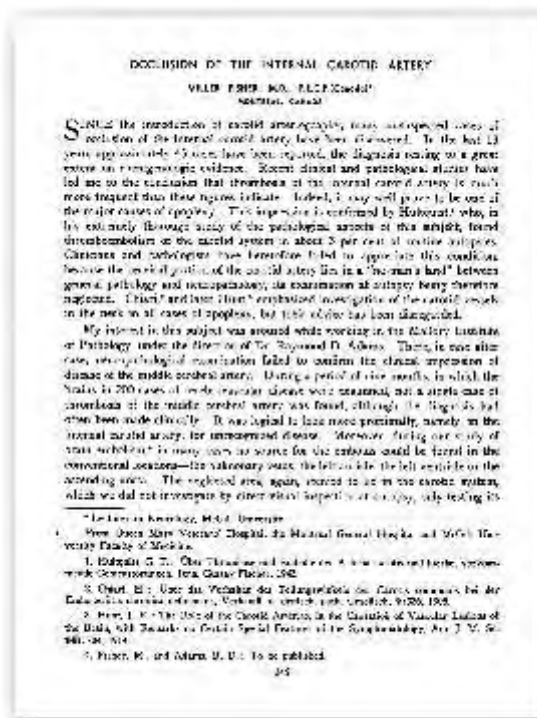 OCCLUSION OF THE INTERNAL CAROTID ARTERY
MILLER FISHER, M.D., F.R.C.P.(Canada)*
MONTREAL, CANADA
SINCE the introduction of carotid arteriography, many unsuspected cases of
occlusion of the internal carotid artery have been discovered. In the last 13
years approximately 45 cases have been reported, the diagnosis resting to a great
extent on roentgenologic evidence. Recent clinical and pathological studies have
led me to the conclusion that thrombosis of the internal carotid artery is much
more frequent than these figures indicate. Indeed, it may well prove to be one of
the major causes of apoplexy. This impression is confirmed by Hultquist,¹ who, in
his extremely thorough study of the pathological aspects of this subject, found
thromboembolism of the carotid system in about 3 per cent of routine autopsies.
Clinicians and pathologists have heretofore failed to appreciate this condition
because the cervical portion of the carotid artery lies in a "no-man's land" between
general pathology and neuropathology, its examination at autopsy being therefore
neglected. Chiari,² and later Hunt,³ emphasized investigation of the carotid vessels
in the neck in all cases of apoplexy, but their advice has been disregarded.
My interest in this subject was aroused while working in the Mallory Institute
of Pathology under the direction of Dr. Raymond D. Adams. There, in case after
case, neuropathological examination failed to confirm the clinical impression of
disease of the middle cerebral artery. During a period of nine months, in which the
brains in 200 cases of cerebrovascular disease were examined, not a single case of
thrombosis of the middle cerebral artery was found, although the diagnosis had
often been made clinically. It was logical to look more proximally, namely in the
internal carotid artery, for unrecognized disease. Moreover, during our study of
brain embolism⁴ in many cases no source for the embolus could be found in the
conventional locations—the pulmonary veins, the left auricle, the left ventricle or the
ascending aorta. The neglected area, again, seemed to be in the carotid system,
which we did not investigate by direct visual inspection at autopsy, only testing its
* Lecturer in Neurology, McGill University.
From Queen Mary Veterans' Hospital, the Montreal General Hospital and McGill Uni-
versity Faculty of Medicine.
1. Hultquist, G. T.: Über Thrombose und Embolie der Arteria carotis und hierbei vorkom-
mende Jena, Gustav Fischer, 1942.
2. Chiari, H.: Über das Verhalten des Teilungswinkels der Carotis communis bei der
Endarteritis chronica deformans, Verhandl. d. deutsch. path. Gesellsch. 9:326, 1905.
3. Hunt, J. R.: The Role of the Carotid Arteries, in the Causation of Vascular Lesions of
the Brain, with Remarks on Certain Special Features of the Symptomatology, Am. J. M. Sc.
1914.
4. Fisher, M., and Adams, R. D.: To be published.